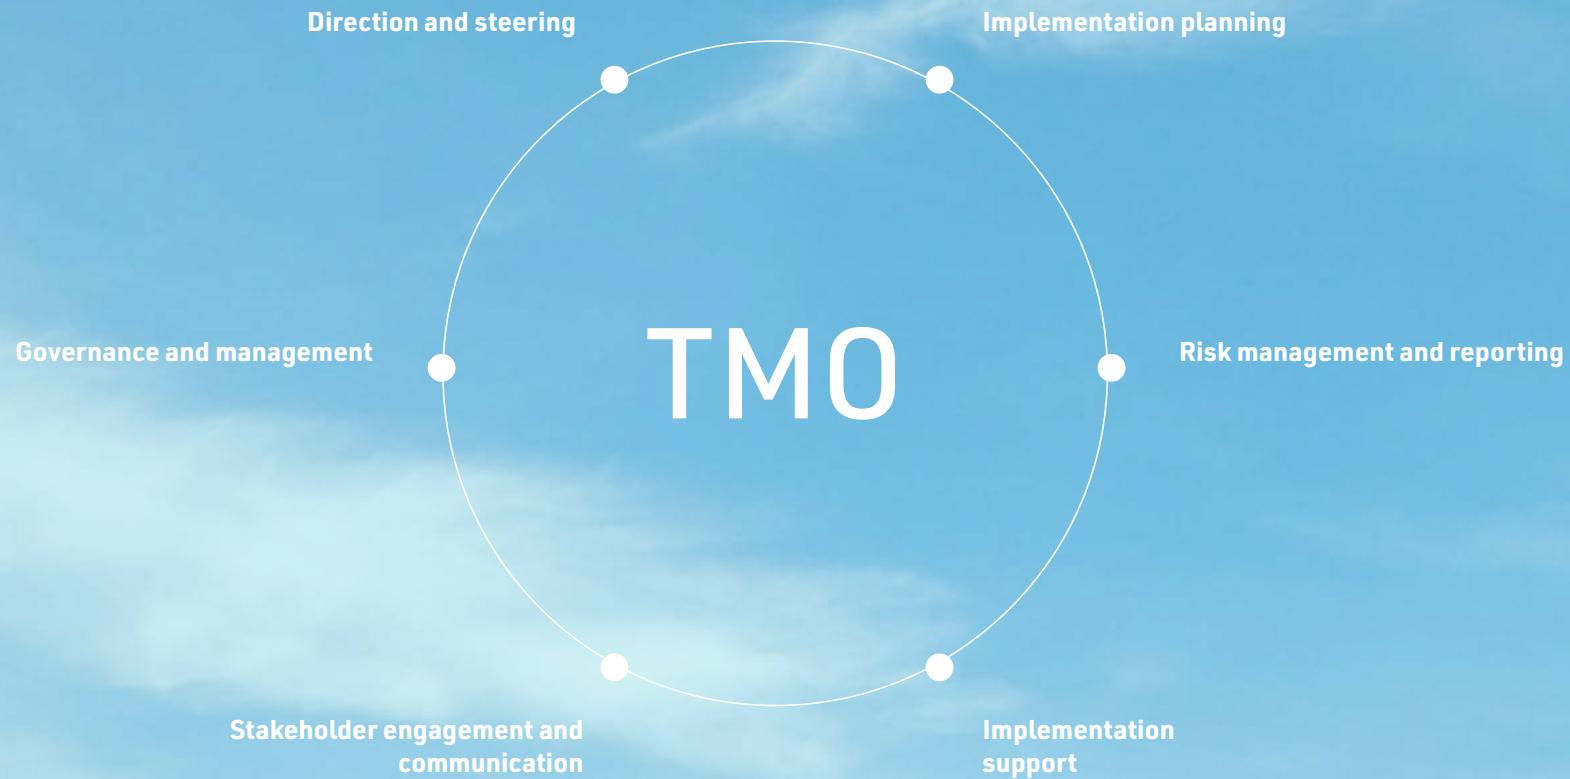 Direction and steering
Implementation planning
Governance and management
TMO
Risk management and reporting
Stakeholder engagement and
communication
Implementation
support